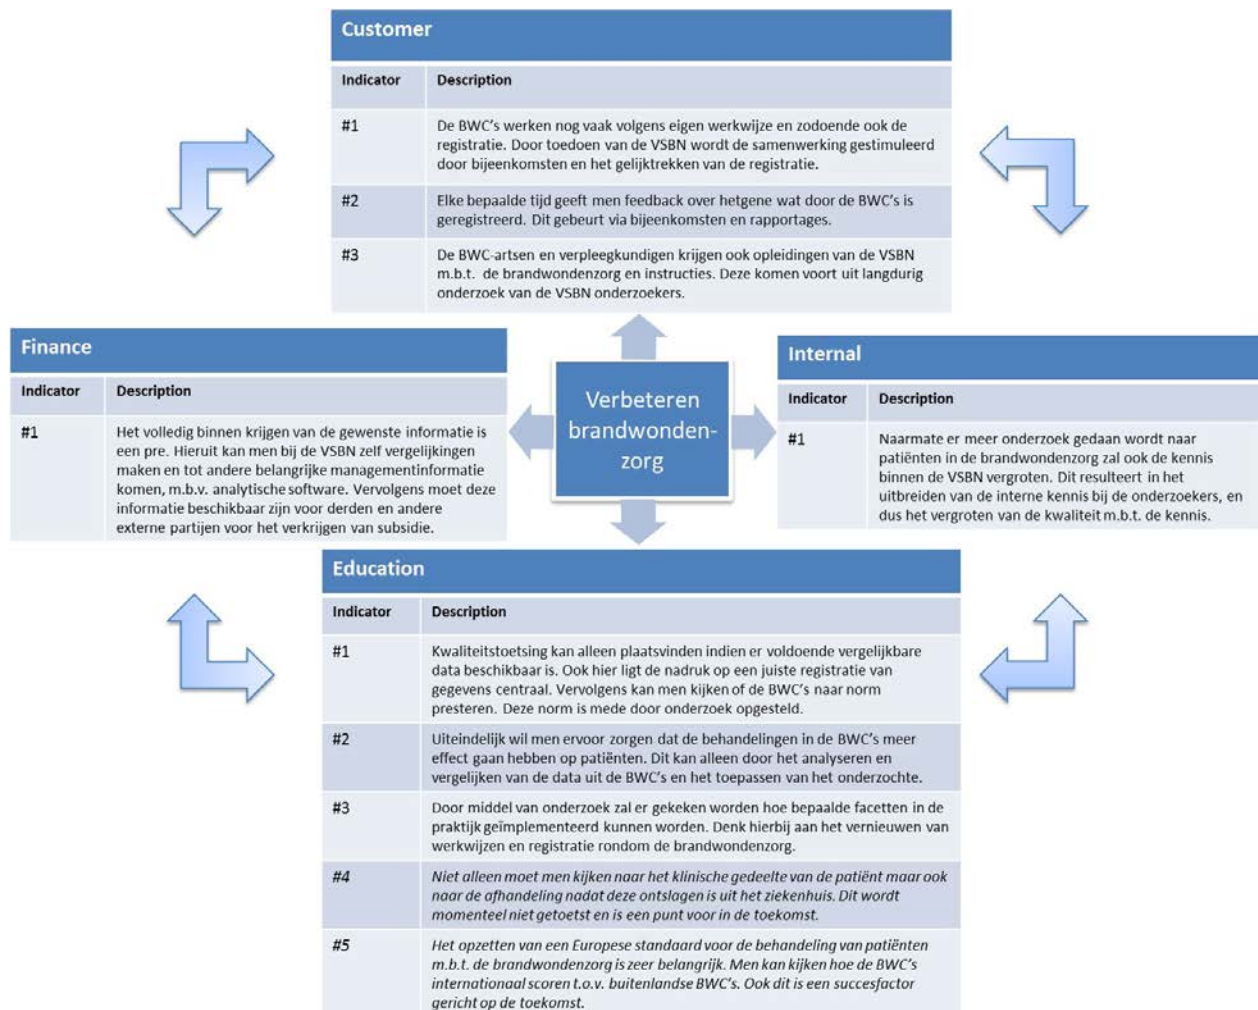 Customer
Indicator Description
#1 De BWC's werken nog vaak volgens eigen werkwijze en zodoende ook de
registratie. Door toedoen van de VSBN wordt de samenwerking gestimuleerd
door bijeenkomsten en het gelijktrekken van de registratie.
#2 Elke bepaalde tijd geeft men feedback over hetgene wat door de BWC's is
geregistreerd. Dit gebeurt via bijeenkomsten en rapportages.
#3 De BWC-artsen en verpleegkundigen krijgen ook opleidingen van de VSBN
m.b.t. de brandwondenzorg en instructies. Deze komen voort uit langdurig
onderzoek van de VSBN onderzoekers.
Finance
Indicator Description
#1 Het volledig binnen krijgen van de gewenste informatie is
een pre. Hieruit kan men bij de VSBN zelf vergelijkingen
maken en tot andere belangrijke managementinformatie
komen, m.b.v. analytische software. Vervolgens moet deze
informatie beschikbaar zijn voor derden en andere
externe partijen voor het verkrijgen van subsidie.
Verbeteren
brandwonden-
zorg
Internal
Indicator Description
#1 Naarmate er meer onderzoek gedaan wordt naar
patiënten in de brandwondenzorg zal ook de kennis
binnen de VSBN vergroten. Dit resulteert in het
uitbreiden van de interne kennis bij de onderzoekers, en
dus het vergroten van de kwaliteit m.b.t. de kennis.
Education
Indicator Description
#1 Kwaliteitstoetsing kan alleen plaatsvinden indien er voldoende vergelijkbare
data beschikbaar is. Ook hier ligt de nadruk op een juiste registratie van
gegevens centraal. Vervolgens kan men kijken of de BWC's naar norm
presteren. Deze norm is mede door onderzoek opgesteld.
#2 Uiteindelijk wil men ervoor zorgen dat de behandelingen in de BWC's meer
effect gaan hebben op patiënten. Dit kan alleen door het analyseren en
vergelijken van de data uit de BWC's en het toepassen van het onderzochte.
#3 Door middel van onderzoek zal er gekeken worden hoe bepaalde facetten in de
praktijk geïmplementeerd kunnen worden. Denk hierbij aan het vernieuwen van
werkwijzen en registratie rondom de brandwondenzorg.
#4 Niet alleen moet men kijken naar het klinische gedeelte van de patiënt maar ook
naar de afhandeling nadat deze ontslagen is uit het ziekenhuis. Dit wordt
momenteel niet getoetst en is een punt voor in de toekomst.
#5 Het opzetten van een Europese standaard voor de behandeling van patiënten
m.b.t. de brandwondenzorg is zeer belangrijk. Men kan kijken hoe de BWC's
internationaal scoren t.o.v. buitenlandse BWC's. Ook dit is een succesfactor
gericht op de toekomst.